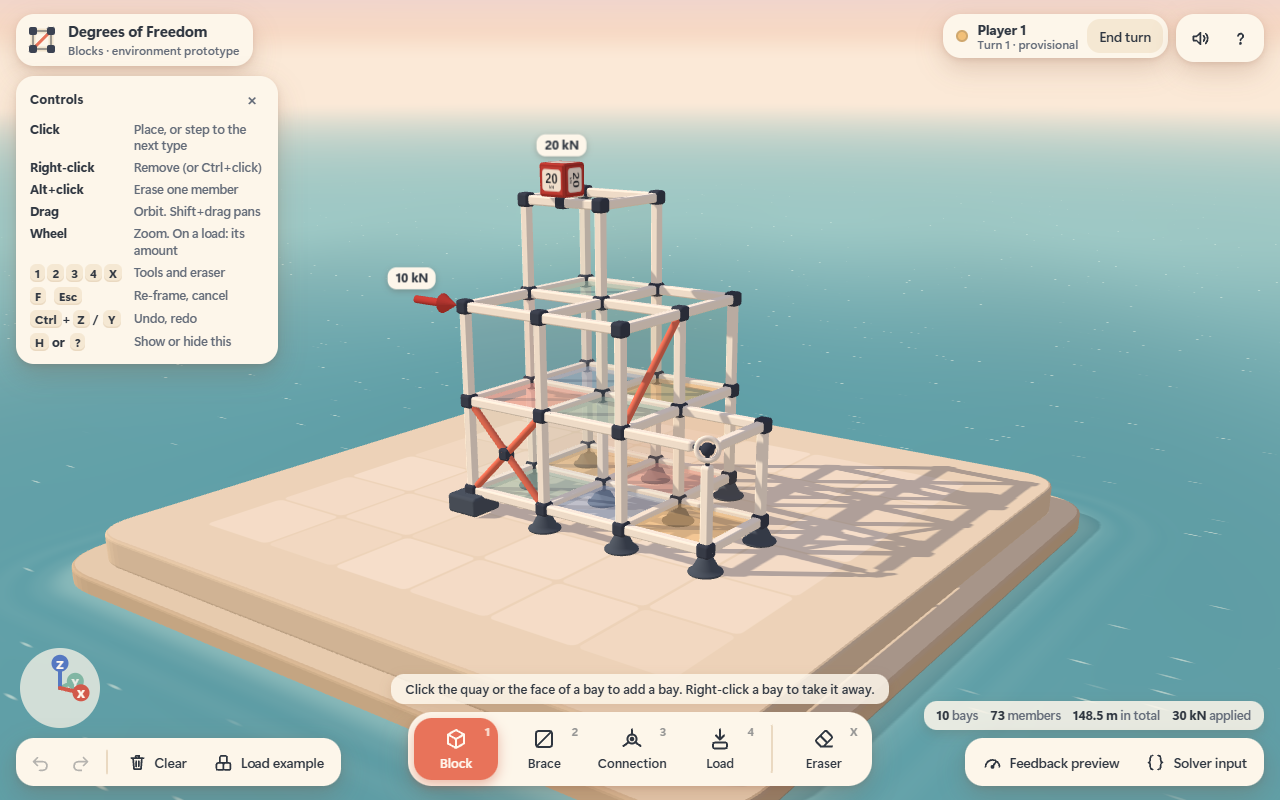 Degrees of Freedom
Blocks · environment prototype
Player 1
Turn 1 · provisional
End turn
?
Controls
×
Click
Place, or step to the
next type
Right-click
Remove (or Ctrl+click)
Alt+click
Erase one member
Drag
Orbit. Shift+drag pans
Wheel
Zoom. On a load: its
amount
1 2 3 4 X
Tools and eraser
F Esc
Re-frame, cancel
Ctrl + Z / Y
Undo, redo
H or ?
Show or hide this
20 kN
20
20
10 kN
Z
Y
X
Click the quay or the face of a bay to add a bay. Right-click a bay to take it away.
10 bays 73 members 148.5 m in total 30 kN applied
Clear
Load example
Block
1
Brace
2
Connection
3
Load
4
Eraser
X
Feedback preview
Solver input